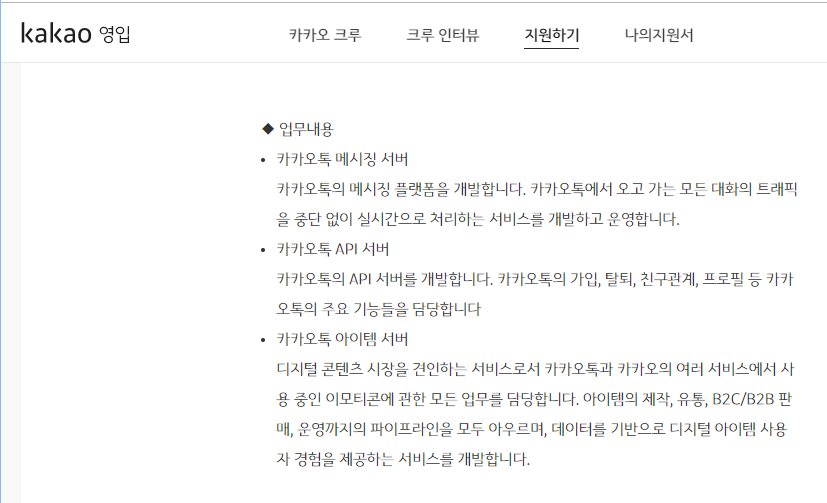 kakao 영입
카카오 크루 크루 인터뷰 지원하기 나의지원서
◆ 업무내용
• 카카오톡 메시징 서버
카카오톡의 메시징 플랫폼을 개발합니다. 카카오톡에서 오고 가는 모든 대화의 트래픽
을 중단 없이 실시간으로 처리하는 서비스를 개발하고 운영합니다.
• 카카오톡 API 서버
카카오톡의 API 서버를 개발합니다. 카카오톡의 가입, 탈퇴, 친구관계, 프로필 등 카카
오톡의 주요 기능들을 담당합니다
• 카카오톡 아이템 서버
디지털 콘텐츠 시장을 견인하는 서비스로서 카카오톡과 카카오의 여러 서비스에서 사
용 중인 이모티콘에 관한 모든 업무를 담당합니다. 아이템의 제작, 유통, B2C/B2B 판
매, 운영까지의 파이프라인을 모두 아우르며, 데이터를 기반으로 디지털 아이템 사용
자 경험을 제공하는 서비스를 개발합니다.